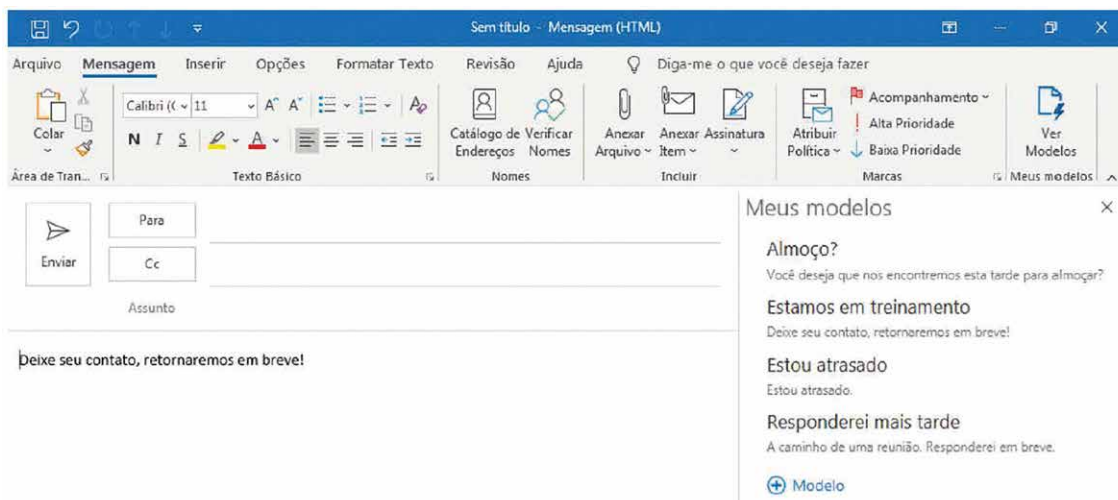 Sem título - Mensagem (HTML)
Arquivo Mensagem Inserir Opções Formatar Texto Revisão Ajuda Diga-me o que você deseja fazer
Colar
Calibri (C 11
N I S A
Catálogo de Endereços
Verificar Nomes
Anexar Arquivo
Anexar Item
Assinatura
Atribuir Política
Acompanhamento
Alta Prioridade
Baixa Prioridade
Ver Modelos
Área de Tran... Texto Básico Nomes Incluir Marcas Meus modelos
Enviar
Para
Cc
Assunto
Deixe seu contato, retornaremos em breve!
Meus modelos
Almoço?
Você deseja que nos encontremos esta tarde para almoçar?
Estamos em treinamento
Deixe seu contato, retornaremos em breve!
Estou atrasado
Estou atrasado.
Responderei mais tarde
A caminho de uma reunião. Responderei em breve.
Modelo